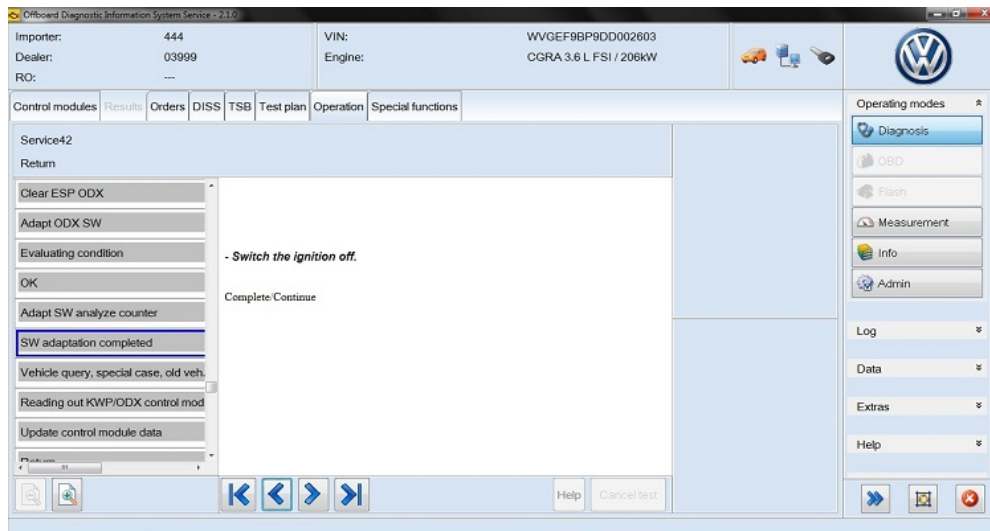 Offboard Diagnostic Information System Service - 2.1.0
Importer: 444 VIN: WVGEF9BP9DD002603
Dealer: 03999 Engine: CGRA 3.6 L FSI / 206kW
RO: ---
Control modules Results Orders DISS TSB Test plan Operation Special functions
Service42
Return
Clear ESP ODX
Adapt ODX SW
Evaluating condition
OK
Adapt SW analyze counter
SW adaptation completed
Vehicle query, special case, old veh.
Reading out KWP/ODX control mod
Update control module data
Return
- Switch the ignition off.
Complete/Continue
Help Cancel test
Operating modes
Diagnosis
OBD
Flash
Measurement
Info
Admin
Log
Data
Extras
Help